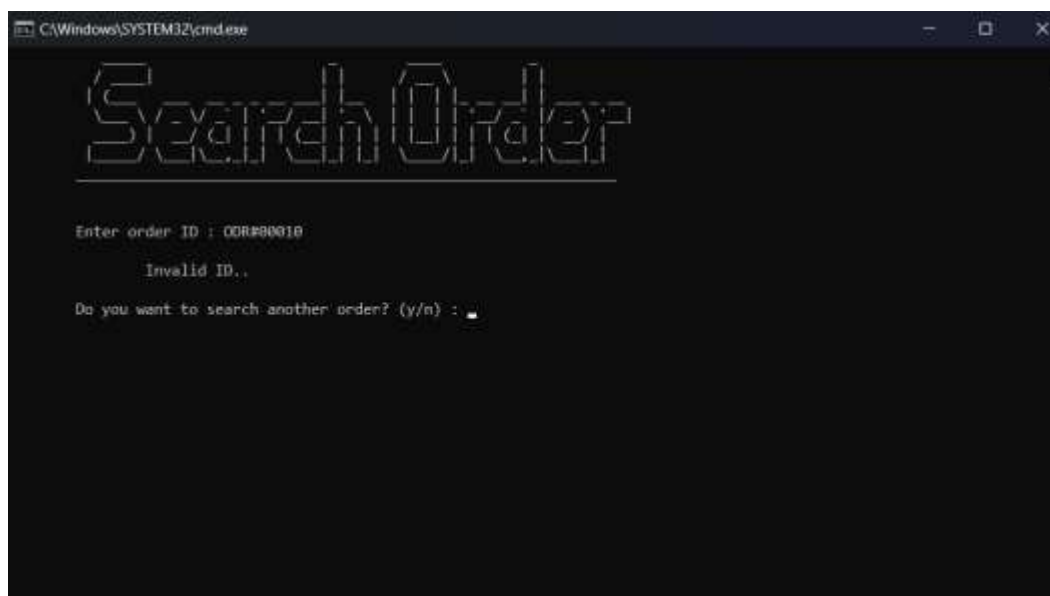 C:\Windows\SYSTEM32\cmd.exe
Search Order
Enter order ID : ODR#00010
Invalid ID..
Do you want to search another order? (y/n) :